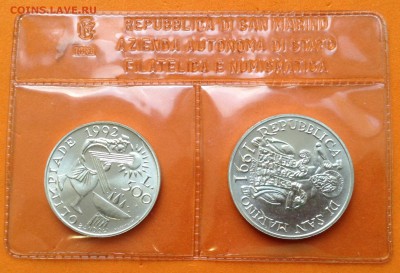 COINS.LAVE.RU
REPUBBLICA DI SAN MARINO
AZIENDA AUTONOMA DI STATO
FILATELICA E NUMISMATICA
OLIMPIADE 1992
L. 500
REPUBBLICA
DI SAN MARINO 1991